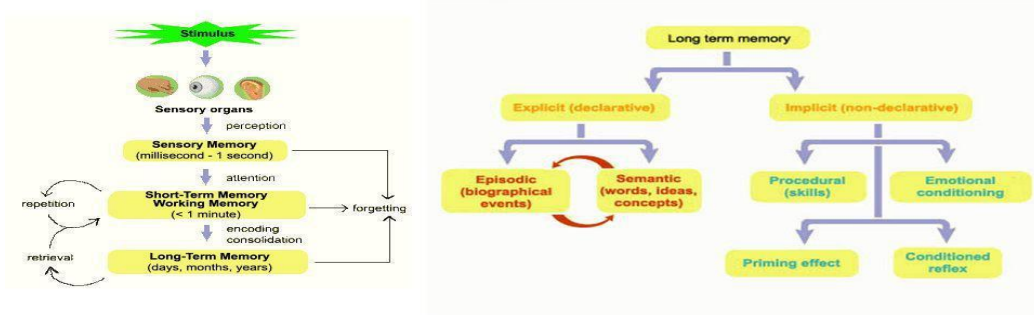 Stimulus
Sensory organs
perception
Sensory Memory
(millisecond - 1 second)
attention
Short-Term Memory
Working Memory
(< 1 minute)
repetition
forgetting
encoding
consolidation
retrieval
Long-Term Memory
(days, months, years)
Long term memory
Explicit (declarative)
Implicit (non-declarative)
Episodic
(biographical
events)
Semantic
(words, ideas,
concepts)
Procedural
(skills)
Emotional
conditioning
Priming effect
Conditioned
reflex